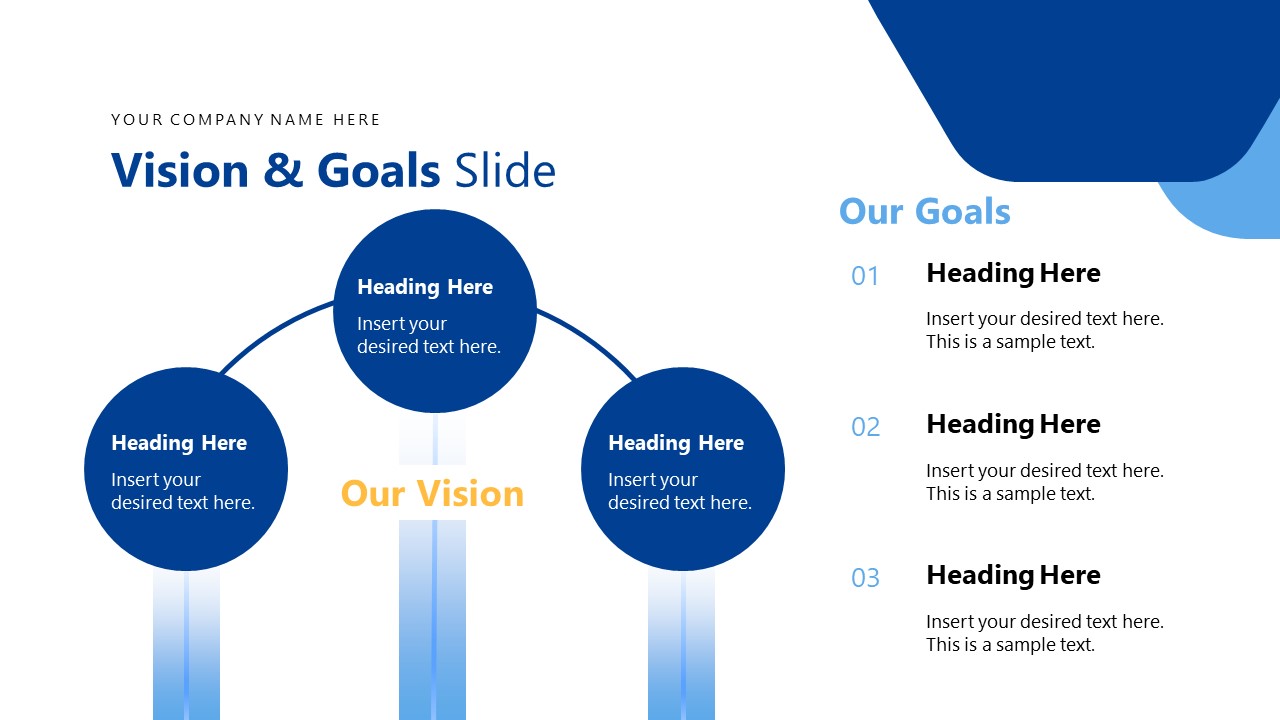 YOUR COMPANY NAME HERE
Vision & Goals Slide
Heading Here
Insert your
desired text here.
Heading Here
Insert your
desired text here.
Our Vision
Heading Here
Insert your
desired text here.
Our Goals
01
Heading Here
Insert your desired text here.
This is a sample text.
02
Heading Here
Insert your desired text here.
This is a sample text.
03
Heading Here
Insert your desired text here.
This is a sample text.